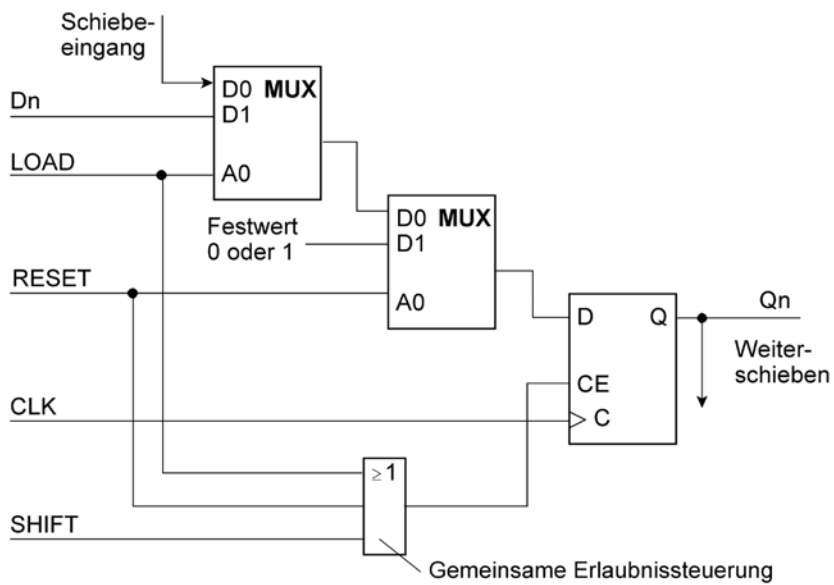 Schiebe-
eingang
D0 MUX
Dn
D1
LOAD
A0
Festwert
0 oder 1
D0 MUX
D1
RESET
A0
D Q
Qn
Weiter-
schieben
CE
CLK
C
≥1
SHIFT
Gemeinsame Erlaubnissteuerung